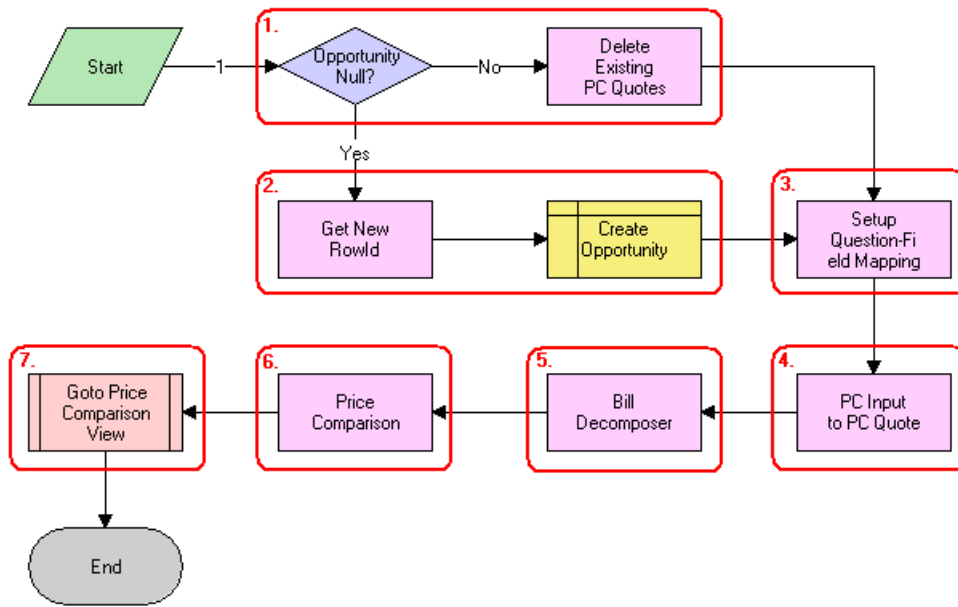 1.
Start
1
Opportunity
Null?
No
Delete
Existing
PC Quotes
Yes
2.
Get New
RowId
Create
Opportunity
3.
Setup
Question-Fi
eld Mapping
7.
Goto Price
Comparison
View
6.
Price
Comparison
5.
Bill
Decomposer
4.
PC Input
to PC Quote
End